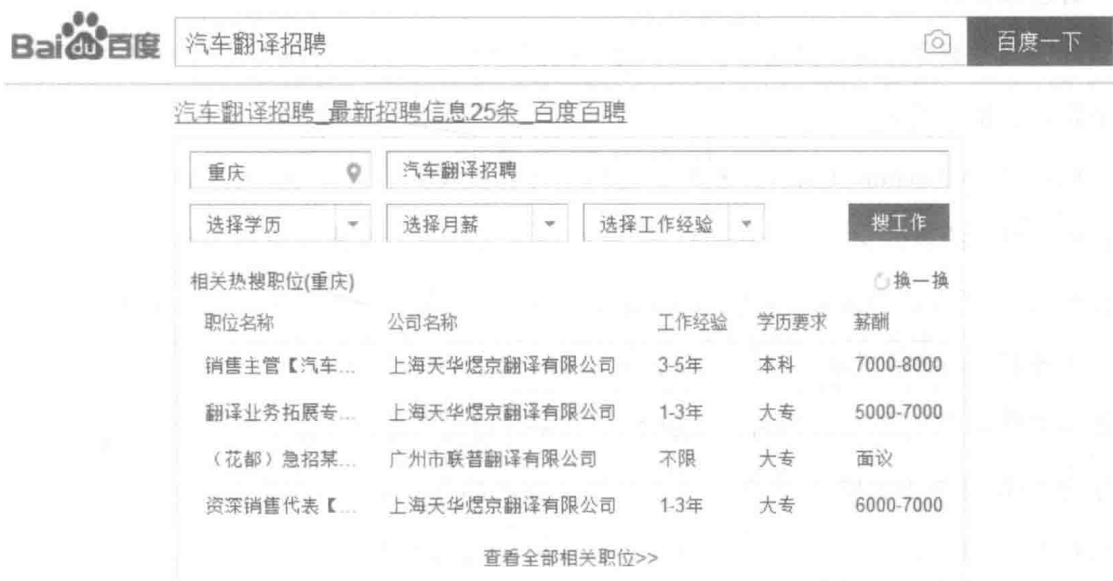 Bai du 百度 汽车翻译招聘 百度一下
汽车翻译招聘_最新招聘信息25条_百度百聘
重庆 汽车翻译招聘
选择学历 选择月薪 选择工作经验 搜工作
相关热搜职位(重庆) 换一换
职位名称 公司名称 工作经验 学历要求 薪酬
销售主管【汽车... 上海天华煜京翻译有限公司 3-5年 本科 7000-8000
翻译业务拓展专... 上海天华煜京翻译有限公司 1-3年 大专 5000-7000
（花都）急招某... 广州市联普翻译有限公司 不限 大专 面议
资深销售代表【... 上海天华煜京翻译有限公司 1-3年 大专 6000-7000
查看全部相关职位>>